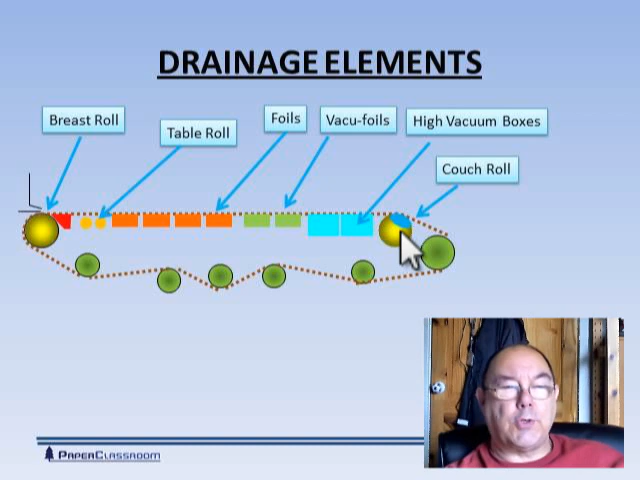 DRAINAGE ELEMENTS
Breast Roll
Table Roll
Foils
Vacu-foils
High Vacuum Boxes
Couch Roll
PAPERCLASSROOM